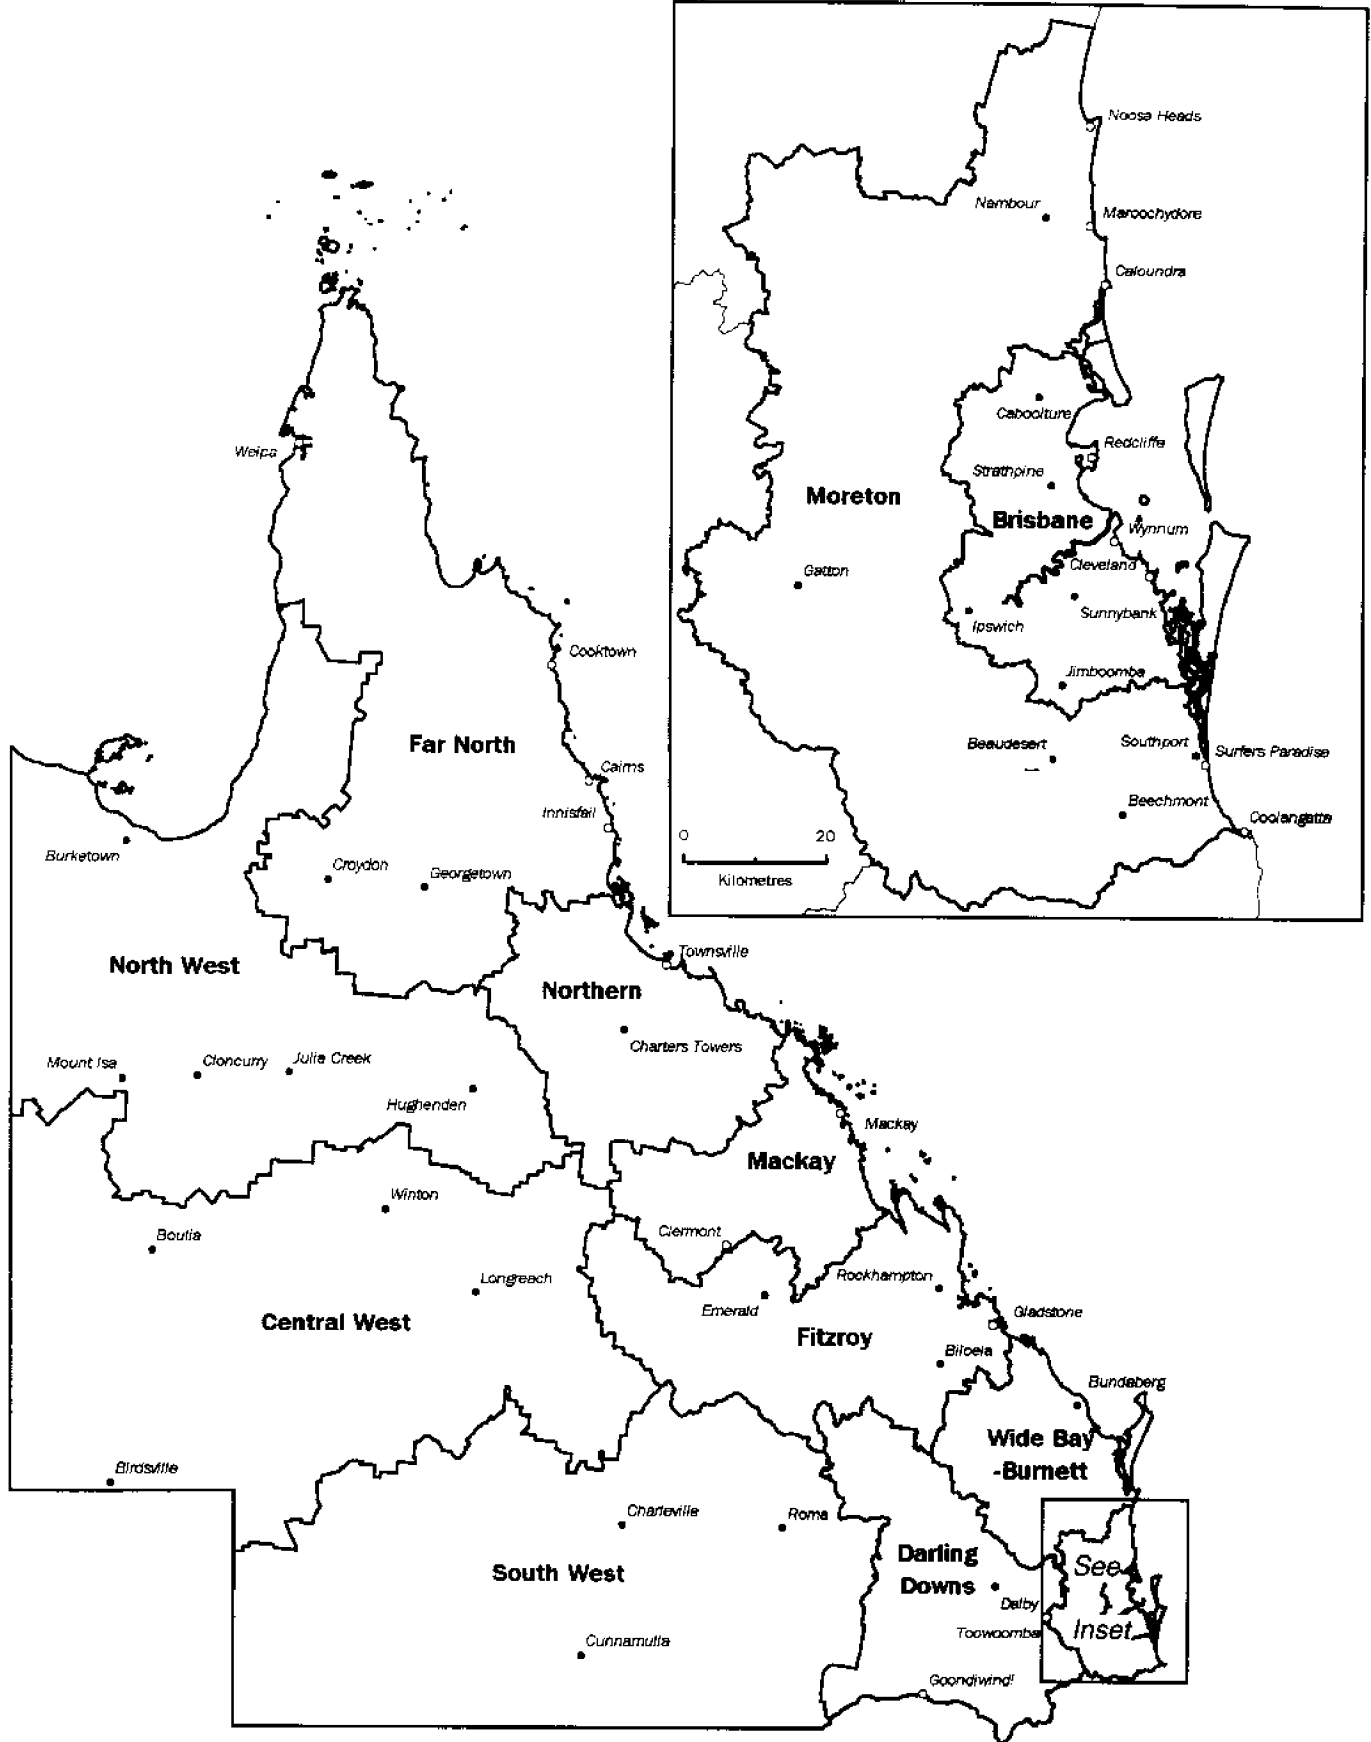 Noosa Heads
Nambour
Maroochydore
Caloundra
Caboolture
Redcliffe
Weipa
Strathpine
Moreton
Brisbane
Wynnum
Cleveland
Gatton
Sunnybank
Ipswich
Cooktown
Jimboomba
Far North
Beaudesert
Southport
Surfers Paradise
Cairns
Innisfail
Beechmont
Coolangatta
0 20
Kilometres
Burketown
Croydon
Georgetown
North West
Townsville
Northern
Charters Towers
Mount Isa
Cloncurry
Julia Creek
Hughenden
Mackay
Mackay
Winton
Boulia
Clermont
Longreach
Rockhampton
Emerald
Gladstone
Central West
Fitzroy
Biloela
Bundaberg
Wide Bay
-Burnett
Birdsville
Charleville
Roma
Darling
Downs
See
Inset
South West
Dalby
Toowoomba
Cunnamulla
Goondiwindi